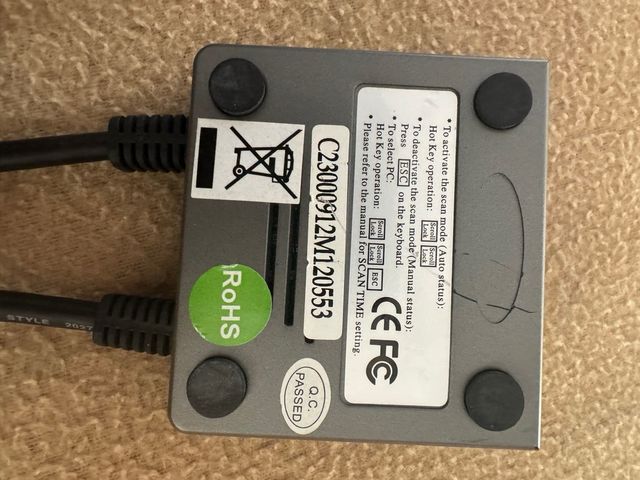 • To activate the scan mode (Auto status):
Hot Key operation: Scroll Lock Scroll Lock
• To deactivate the scan mode (Manual status):
Press ESC on the keyboard.
• To select PC:
Hot Key operation: Scroll Lock Scroll Lock ESC
• Please refer to the manual for SCAN TIME setting.
CE FC
C23000912M120553
RoHS
Q.C.
PASSED
STYLE